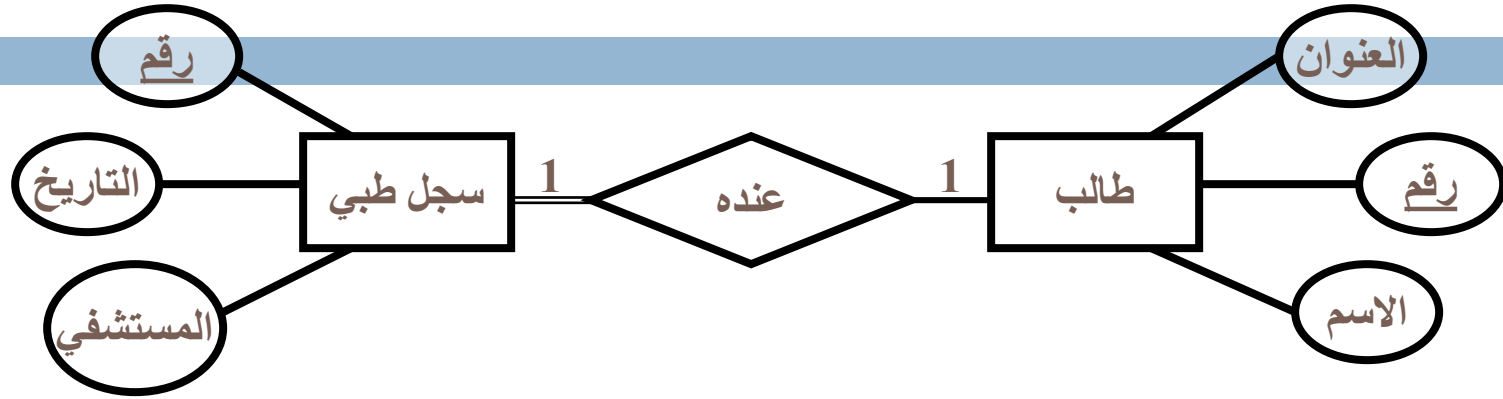 العنوان
رقم
التاريخ
رقم
1
1
طالب
عنده
سجل طبي
الاسم
المستشفي